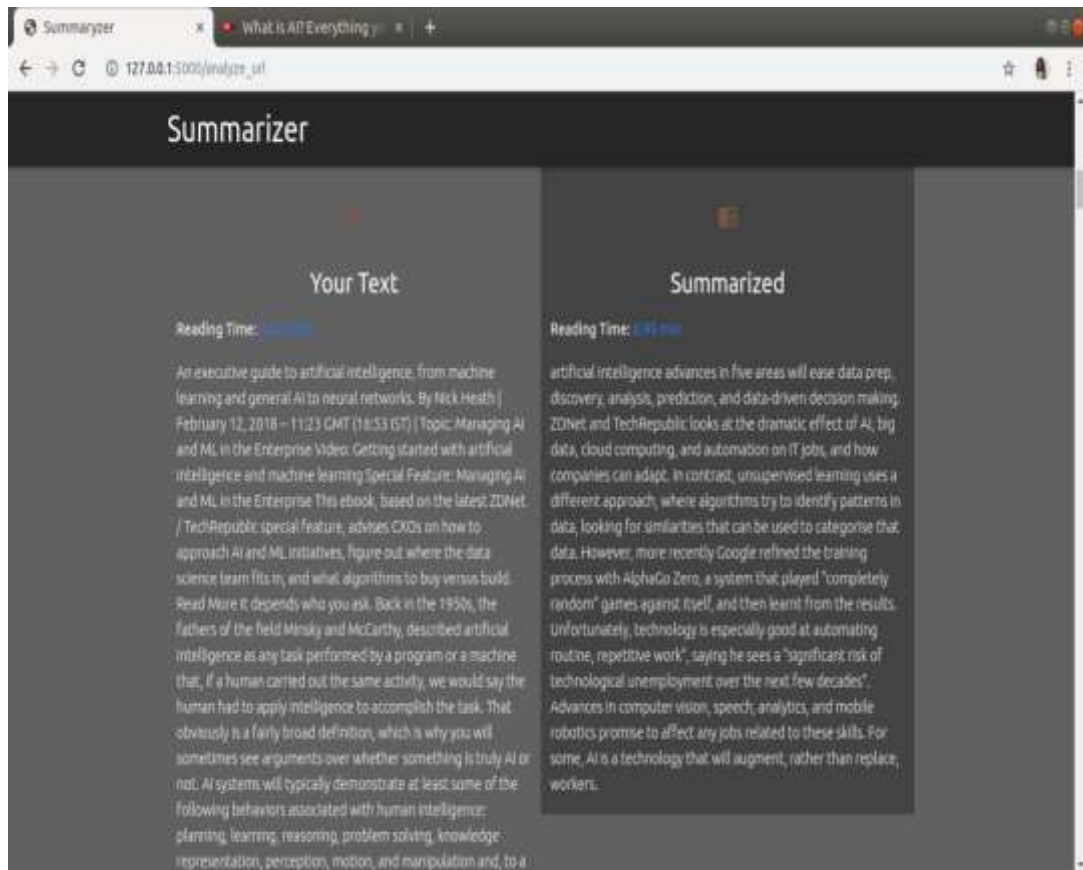 Summaryzer
What is AI? Everything y
127.0.0.1:5000/analyze_url
Summarizer
Your Text
Reading Time:
An executive guide to artificial intelligence, from machine
learning and general AI to neural networks. By Nick Heath |
February 12, 2018 – 11:23 GMT (16:53 IST) | Topic: Managing AI
and ML in the Enterprise Video: Getting started with artificial
intelligence and machine learning Special Feature: Managing AI
and ML in the Enterprise This ebook, based on the latest ZDNet
/ TechRepublic special feature, advises CXOs on how to
approach AI and ML initiatives, figure out where the data
science team fits in, and what algorithms to buy versus build.
Read More It depends who you ask. Back in the 1950s, the
fathers of the field Minsky and McCarthy, described artificial
intelligence as any task performed by a program or a machine
that, if a human carried out the same activity, we would say the
human had to apply intelligence to accomplish the task. That
obviously is a fairly broad definition, which is why you will
sometimes see arguments over whether something is truly AI or
not. AI systems will typically demonstrate at least some of the
following behaviors associated with human intelligence:
planning, learning, reasoning, problem solving, knowledge
representation, perception, motion, and manipulation and, to a
Summarized
Reading Time:
artificial intelligence advances in five areas will ease data prep,
discovery, analysis, prediction, and data-driven decision making.
ZDNet and TechRepublic looks at the dramatic effect of AI, big
data, cloud computing, and automation on IT jobs, and how
companies can adapt. In contrast, unsupervised learning uses a
different approach, where algorithms try to identify patterns in
data, looking for similarities that can be used to categorise that
data. However, more recently Google refined the training
process with AlphaGo Zero, a system that played "completely
random" games against itself, and then learnt from the results.
Unfortunately, technology is especially good at automating
routine, repetitive work", saying he sees a "significant risk of
technological unemployment over the next few decades".
Advances in computer vision, speech, analytics, and mobile
robotics promise to affect any jobs related to these skills. For
some, AI is a technology that will augment, rather than replace,
workers.